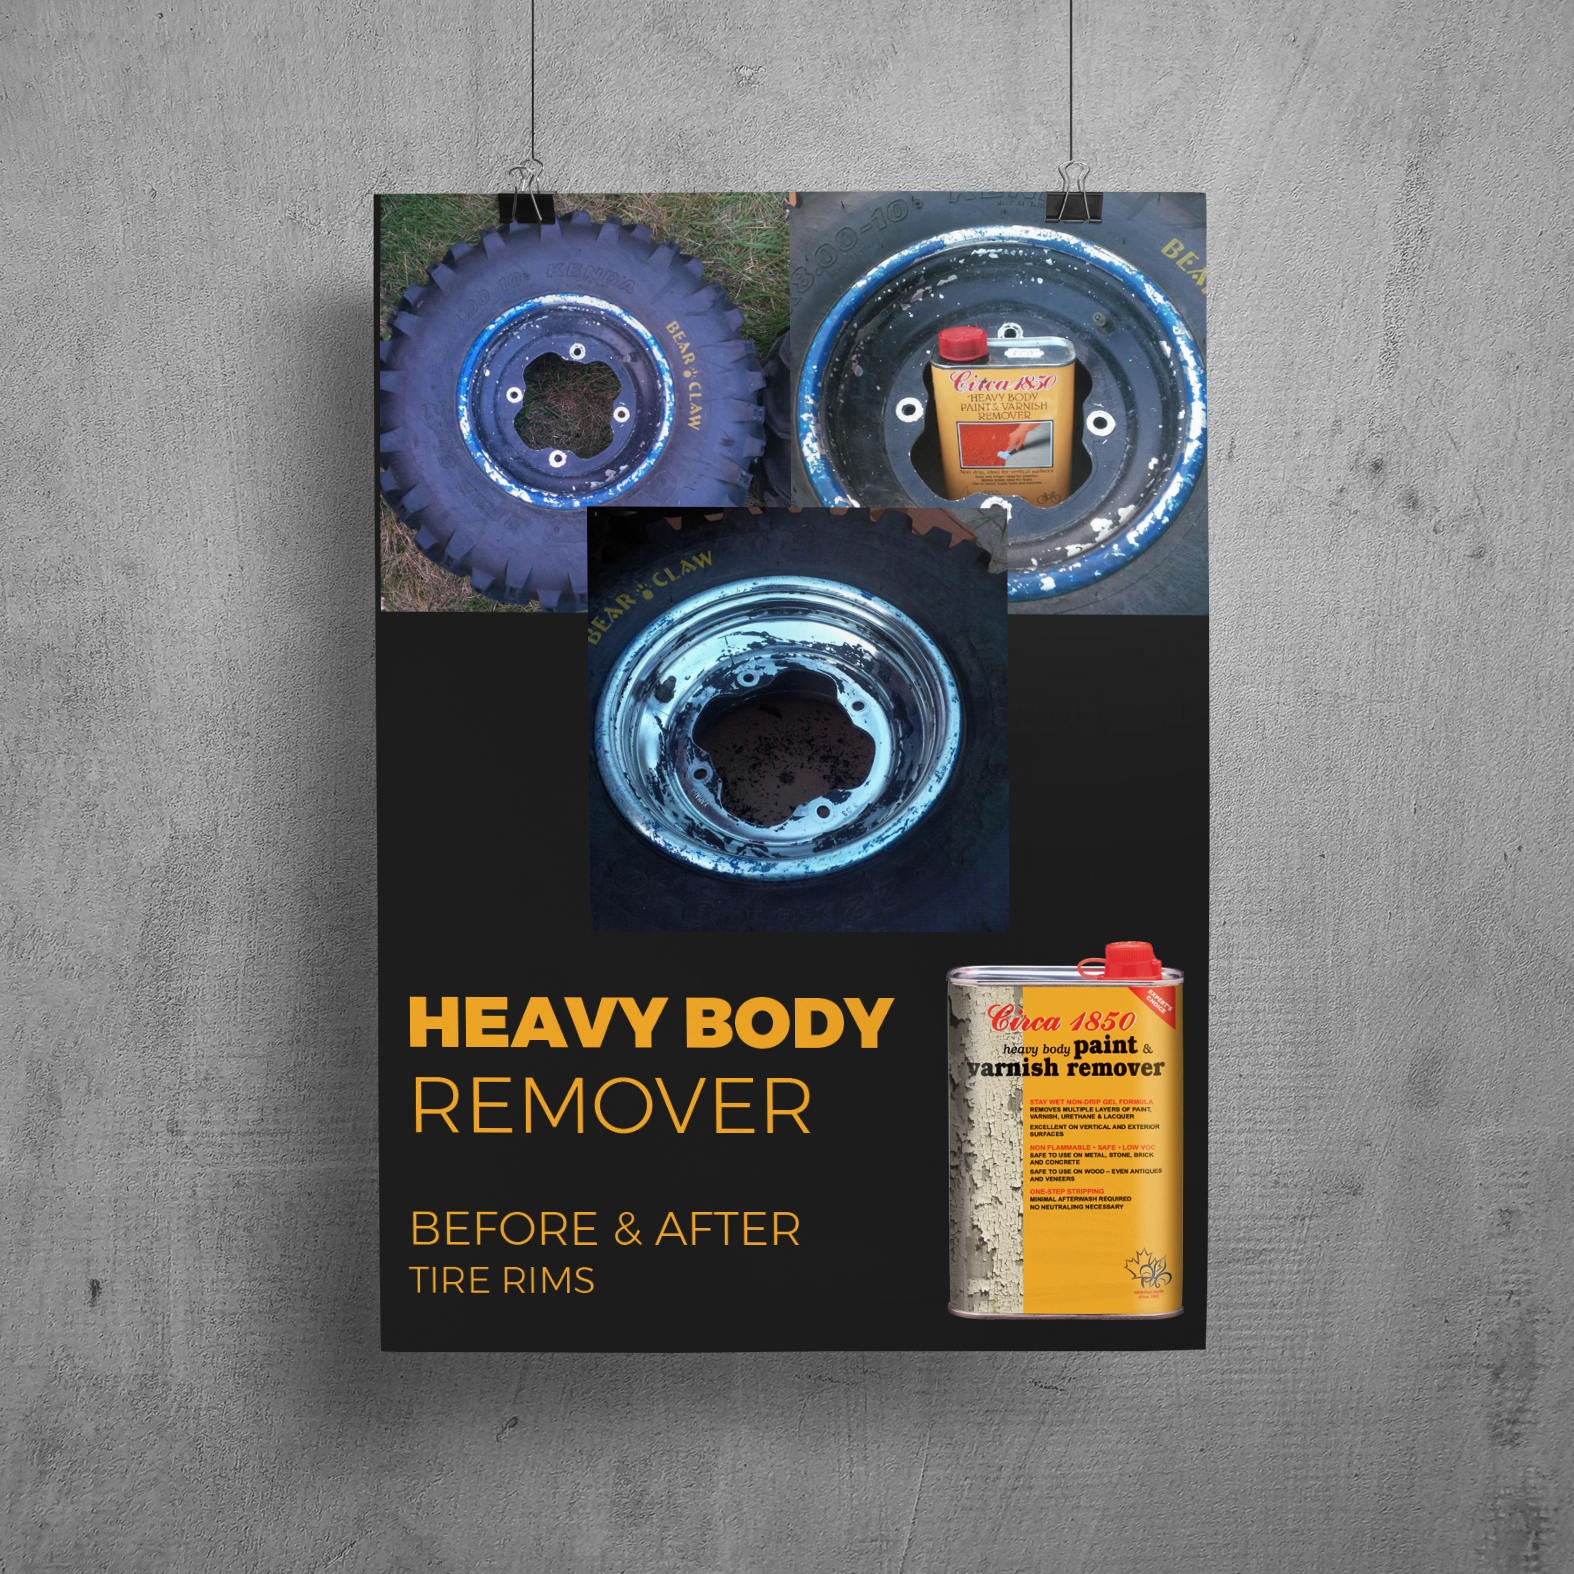 KENDA
BEAR CLAW
3.00-10
BEA
Circa 1850
HEAVY BODY
PAINT & VARNISH
REMOVER
BEAR CLAW
HEAVY BODY
REMOVER
BEFORE & AFTER
TIRE RIMS
EXPERT'S
CHOICE
Circa 1850
heavy body paint &
varnish remover
STAY WET NON-DRIP GEL FORMULA
REMOVES MULTIPLE LAYERS OF PAINT,
VARNISH, URETHANE & LACQUER
EXCELLENT ON VERTICAL AND EXTERIOR
SURFACES
NON FLAMMABLE • SAFE • LOW VOC
SAFE TO USE ON METAL, STONE, BRICK
AND CONCRETE
SAFE TO USE ON WOOD – EVEN ANTIQUES
AND VENEERS
ONE-STEP STRIPPING
MINIMAL AFTERWASH REQUIRED
NO NEUTRALIING NECESSARY